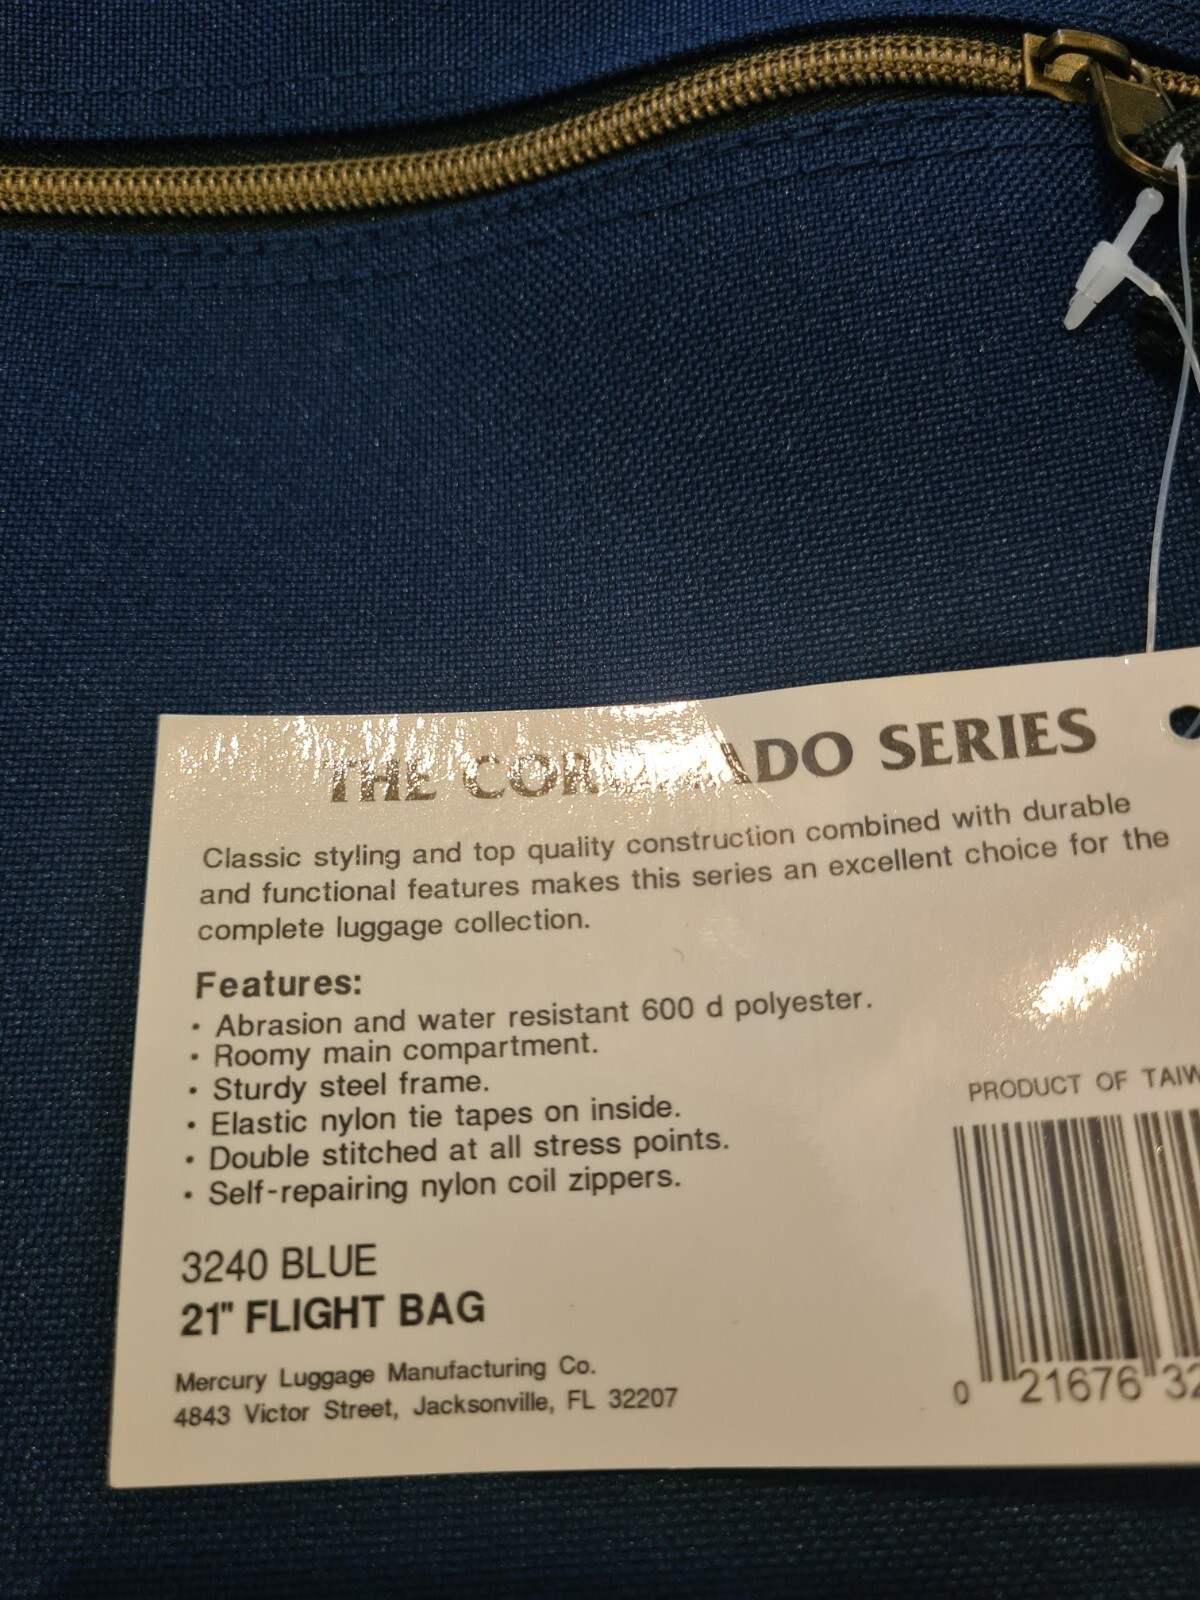 THE CORONADO SERIES
Classic styling and top quality construction combined with durable
and functional features makes this series an excellent choice for the
complete luggage collection.
Features:
• Abrasion and water resistant 600 d polyester.
• Roomy main compartment.
• Sturdy steel frame.
• Elastic nylon tie tapes on inside.
• Double stitched at all stress points.
• Self-repairing nylon coil zippers.
3240 BLUE
21" FLIGHT BAG
Mercury Luggage Manufacturing Co.
4843 Victor Street, Jacksonville, FL 32207
PRODUCT OF TAIW
0 21676 32